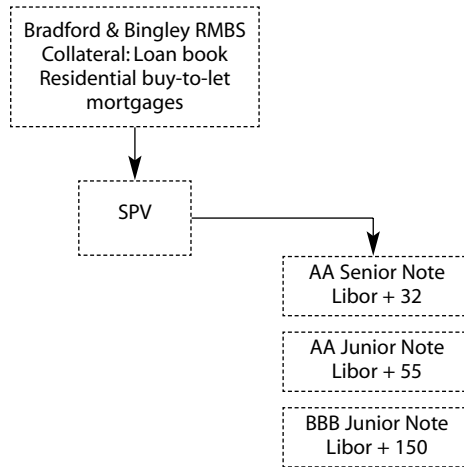 Bradford & Bingley RMBS
Collateral: Loan book
Residential buy-to-let
mortgages
SPV
AA Senior Note
Libor + 32
AA Junior Note
Libor + 55
BBB Junior Note
Libor + 150